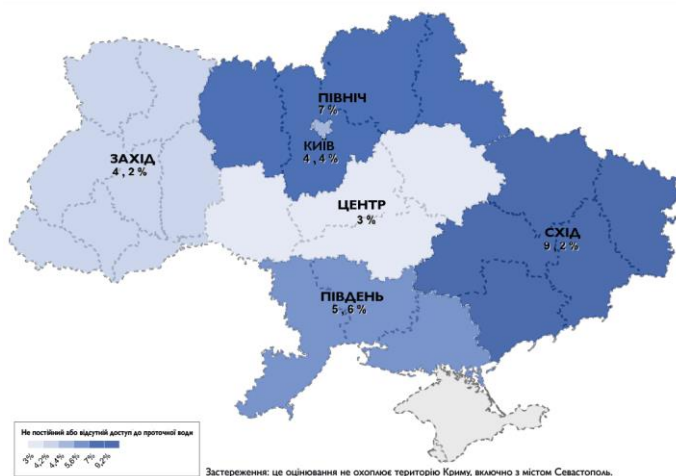 ПІВНІЧ
7 %
КИЇВ
4 , 4 %
ЗАХІД
4 , 2 %
ЦЕНТР
3 %
СХІД
9 , 2 %
ПІВДЕНЬ
5 , 6 %
Не постійний або відсутній доступ до проточної води
3% 4,2% 4,4% 5,6% 7% 9,2%
Застереження: це оцінювання не охоплює територію Криму, включно з містом Севастополь.